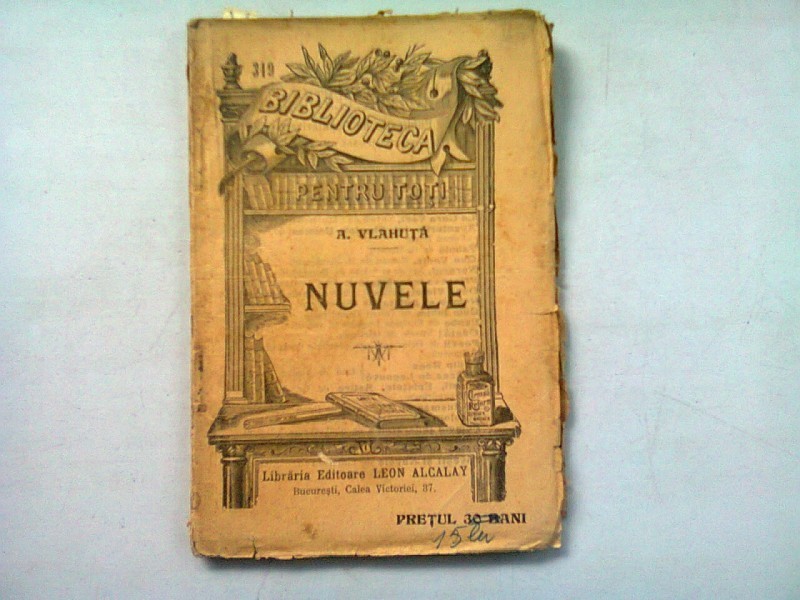 319
BIBLIOTECA
PENTRU TOȚI
A. VLAHUȚĂ
NUVELE
Librăria Editoare LEON ALCALAY
București, Calea Victoriei, 37.
PREȚUL 30 BANI
15 lei